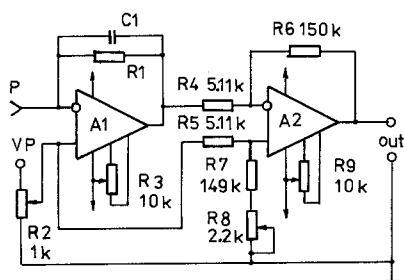 C1
R1
R6 150k
P
R4 5.11k
R5 5.11k
A1
A2
VP
R7
149k
R3
10k
R9
10k
out
R2
1k
R8
2.2k